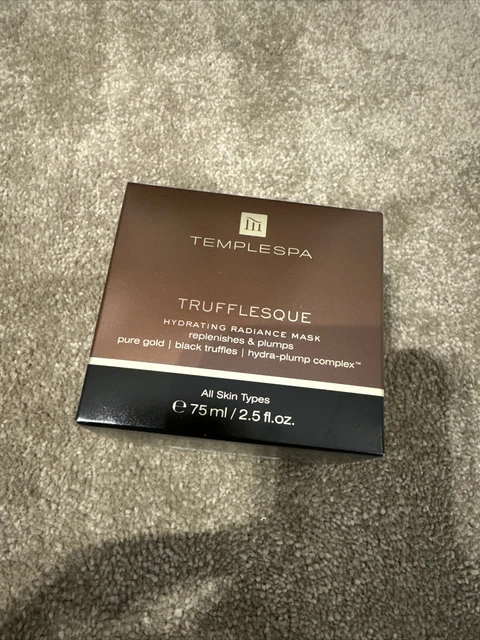 TEMPLESPA
TRUFFLESQUE
HYDRATING RADIANCE MASK
replenishes & plumps
pure gold | black truffles | hydra-plump complex™
All Skin Types
℮ 75 ml / 2.5 fl.oz.